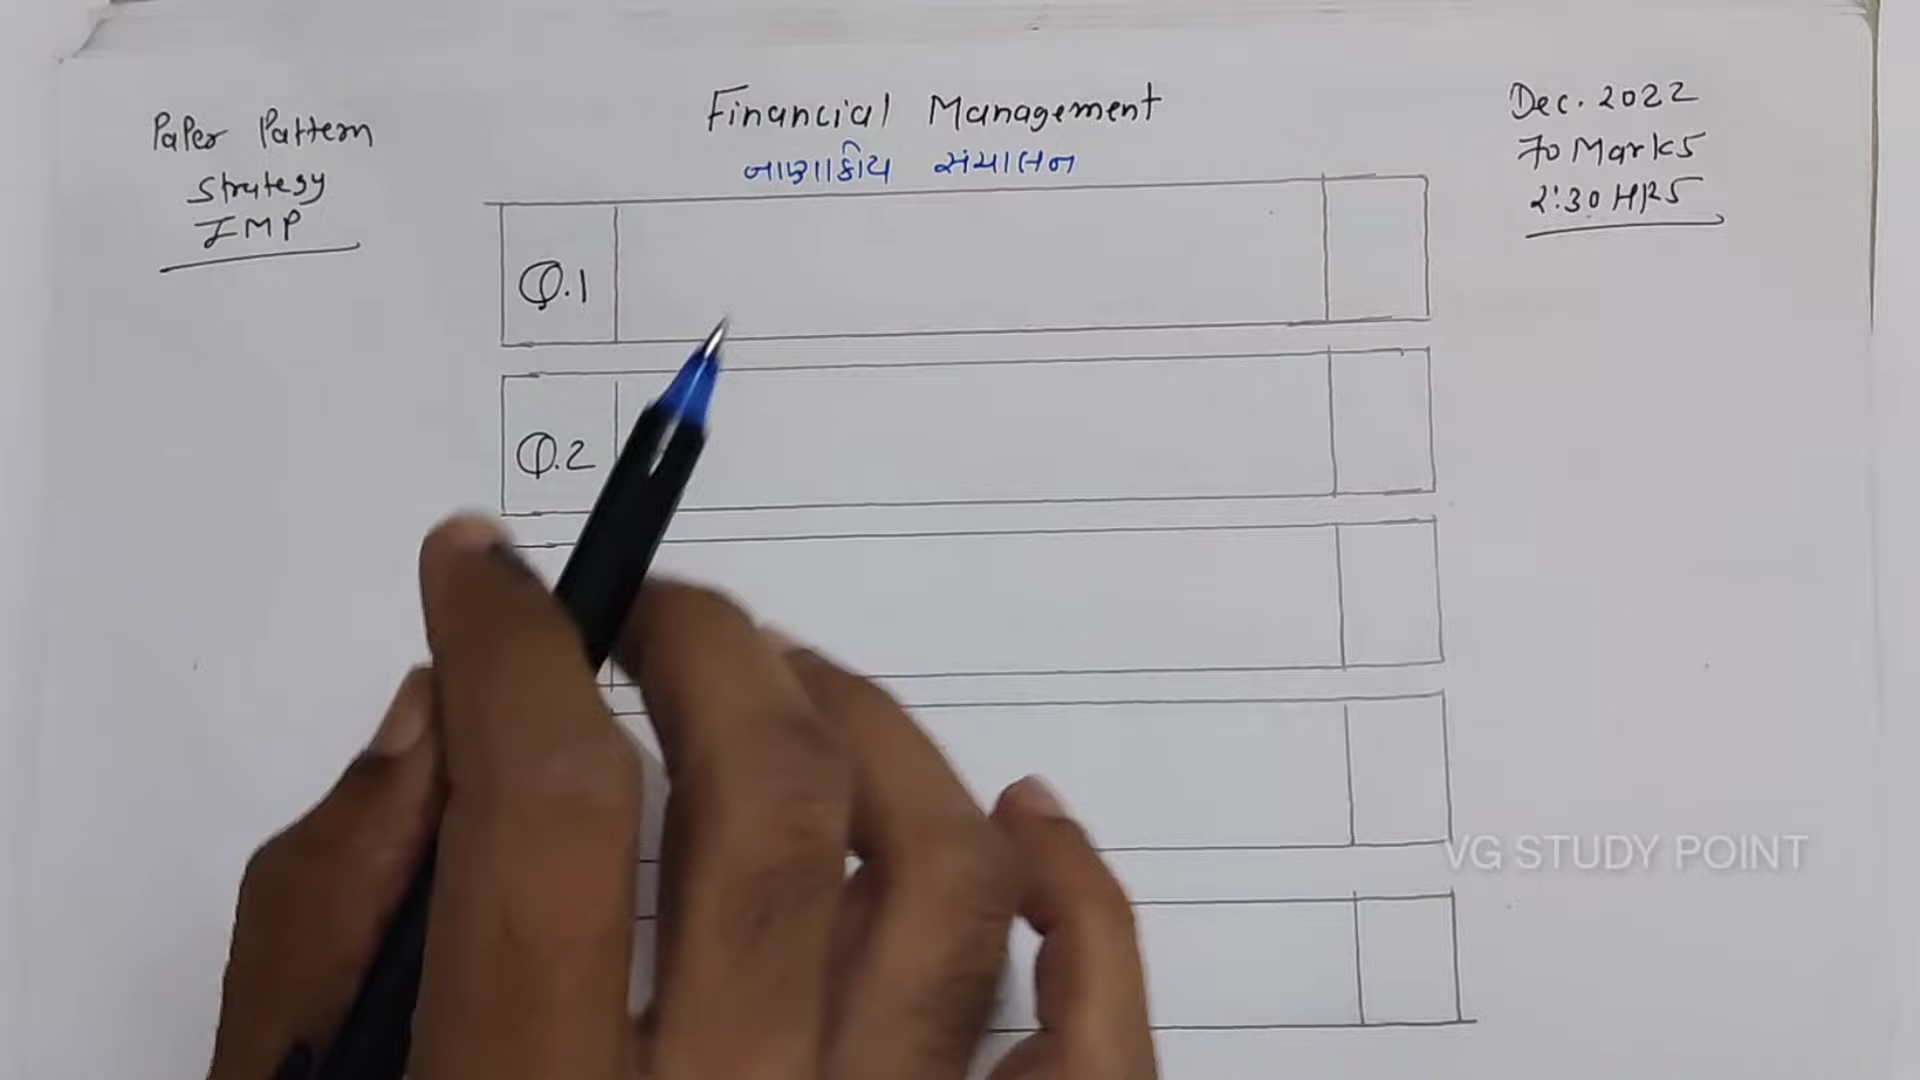 Paper Pattern
Strategy
IMP
Financial Management
નાણાકીય સંચાલન
Dec. 2022
70 Marks
2:30 HRS
Q.1
Q.2
VG STUDY POINT